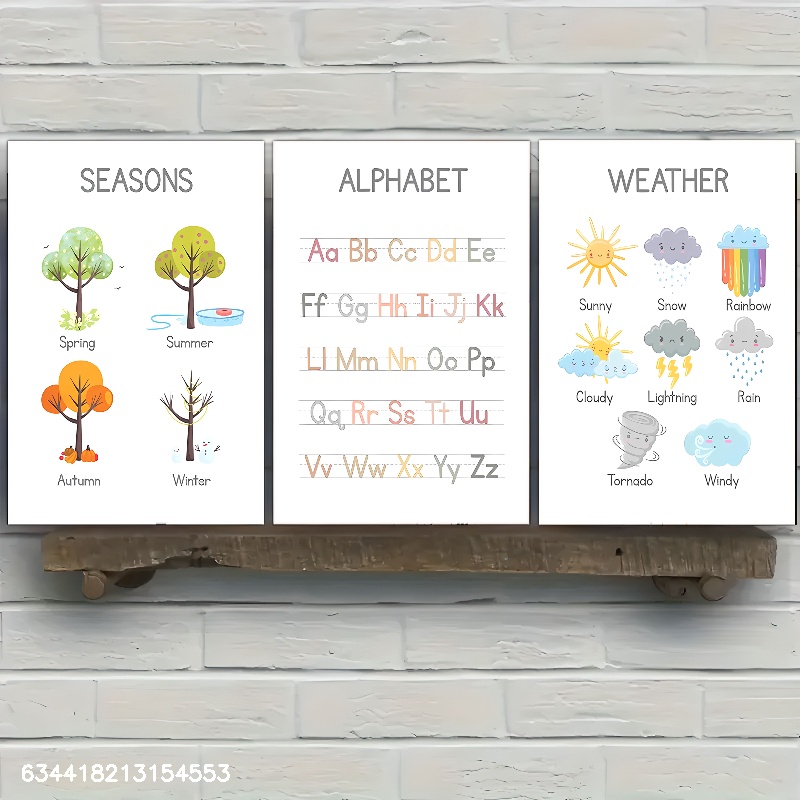 SEASONS
Spring Summer
Autumn Winter
ALPHABET
Aa Bb Cc Dd Ee
Ff Gg Hh Ii Jj Kk
Ll Mm Nn Oo Pp
Qq Rr Ss Tt Uu
Vv Ww Xx Yy Zz
WEATHER
Sunny Snow Rainbow
Cloudy Lightning Rain
Tornado Windy
634418213154553